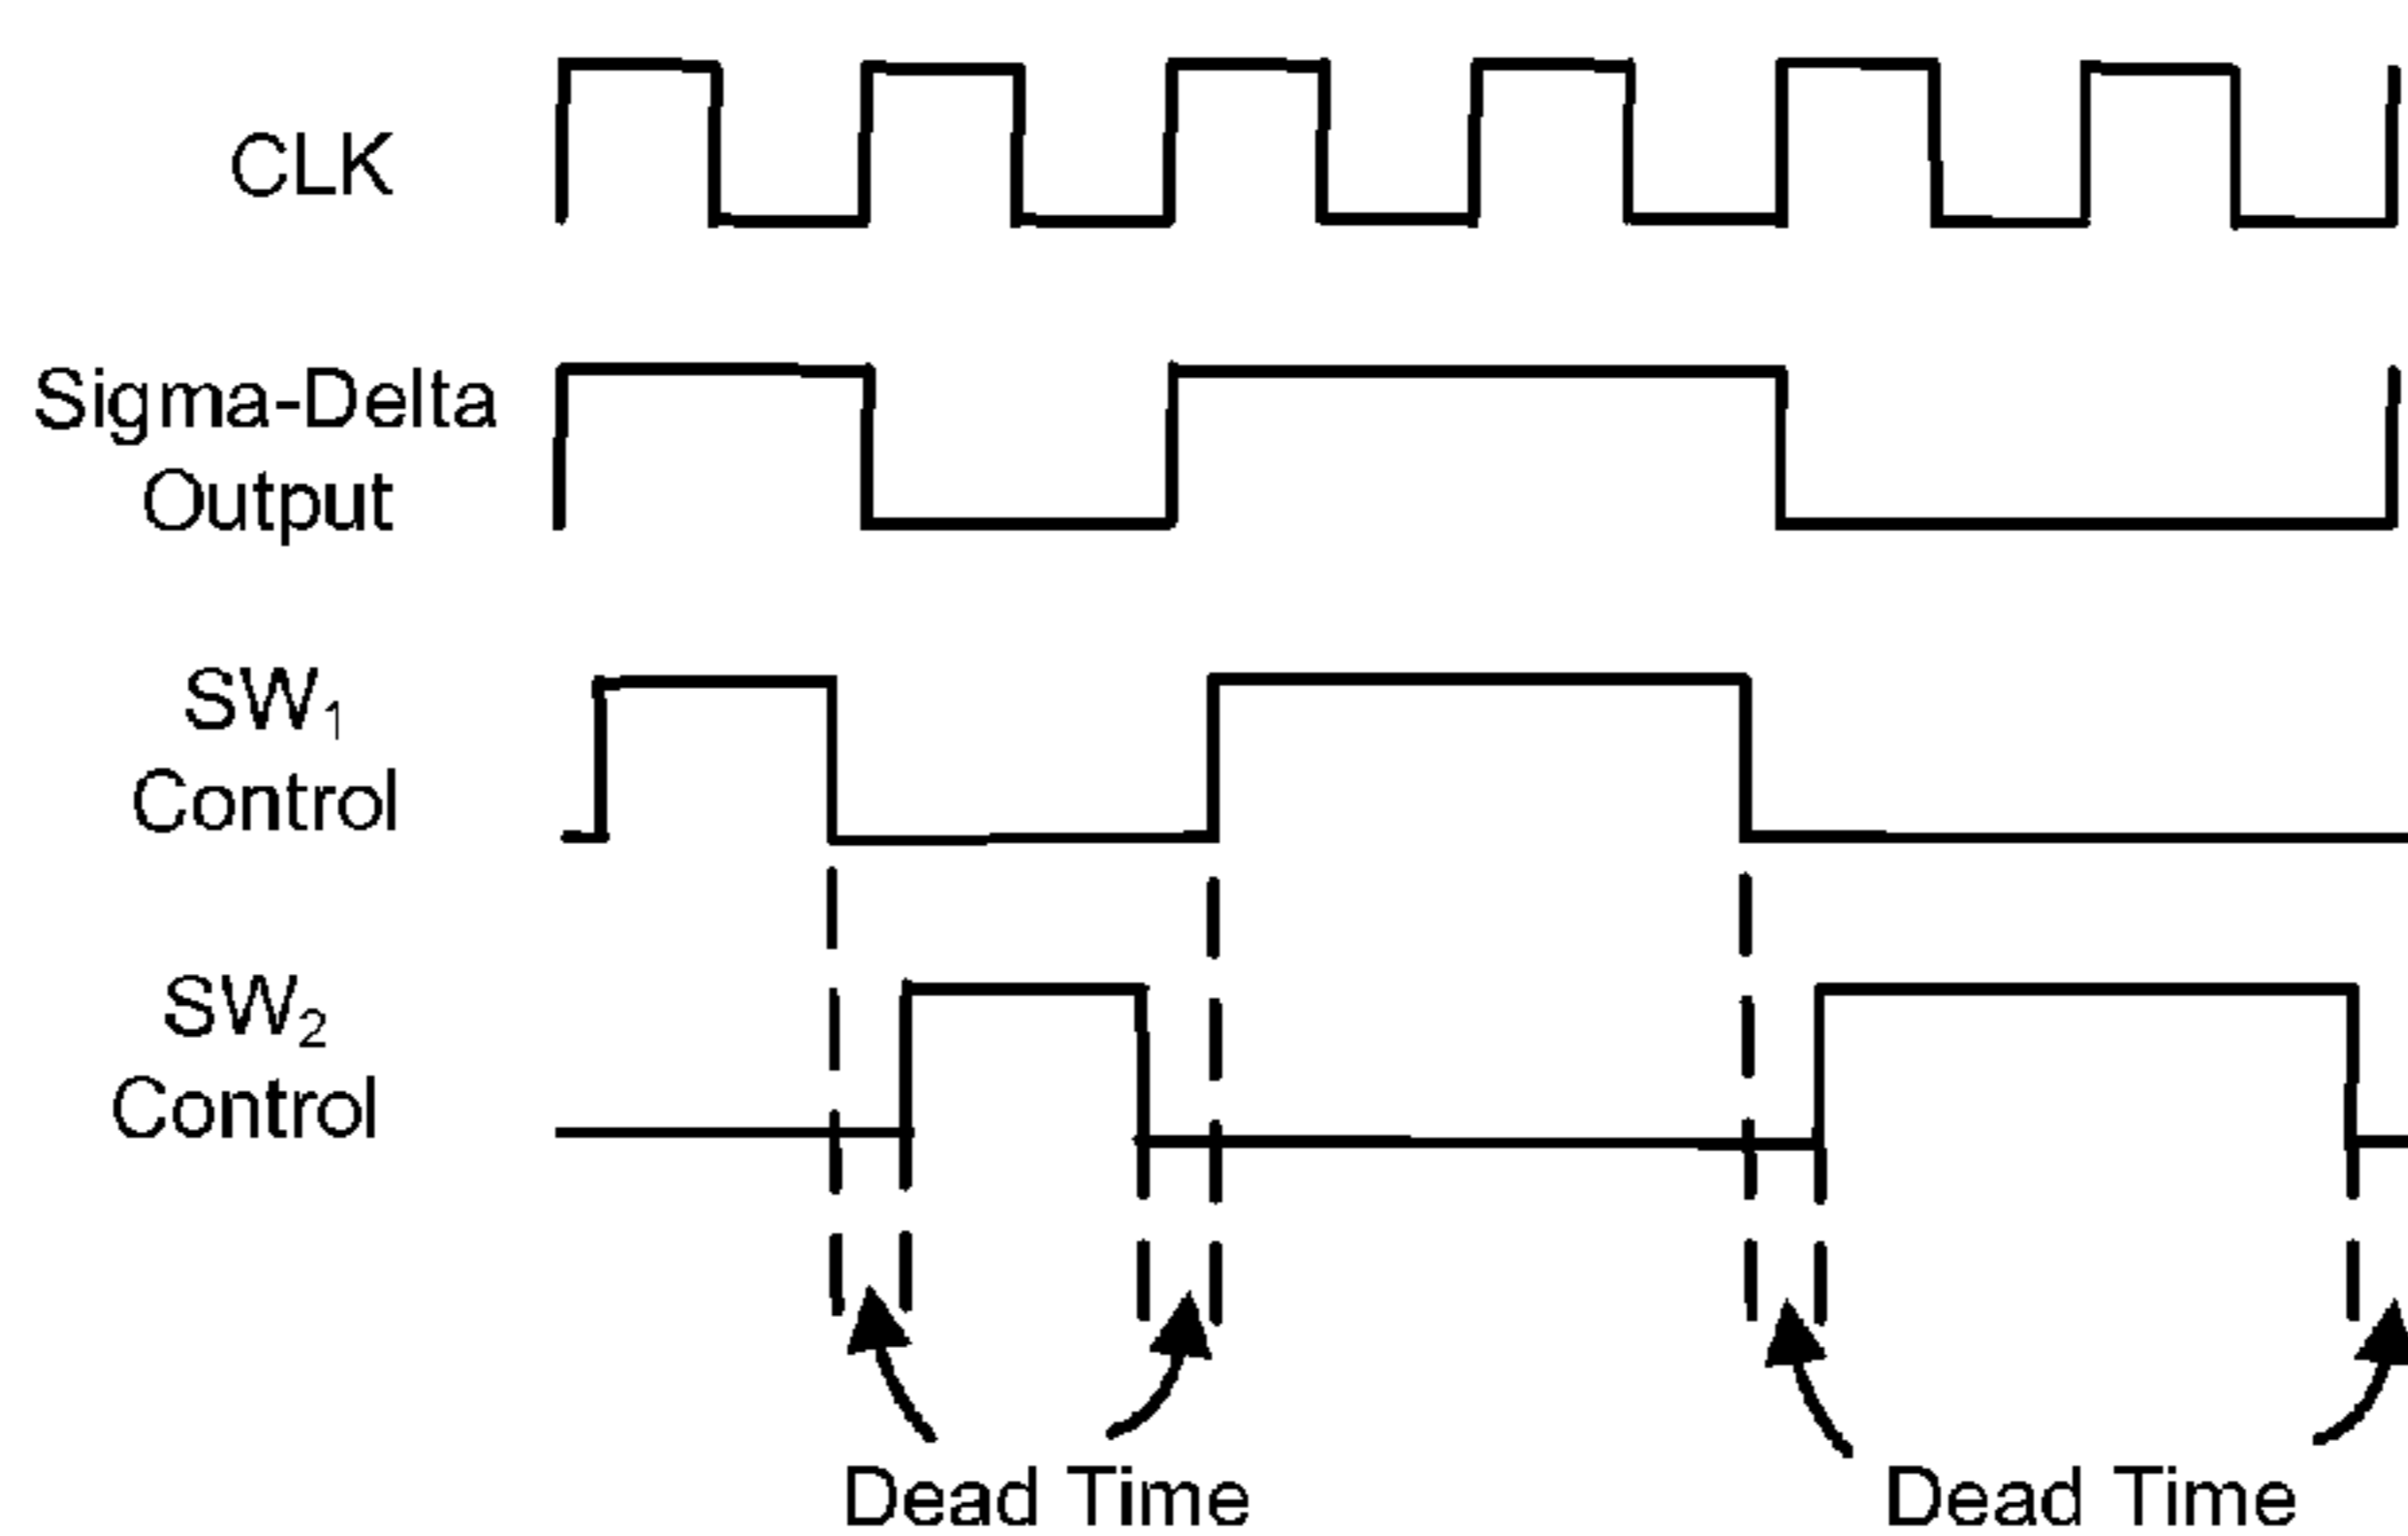 CLK
Sigma-Delta
Output
SW₁
Control
SW₂
Control
Dead Time
Dead Time